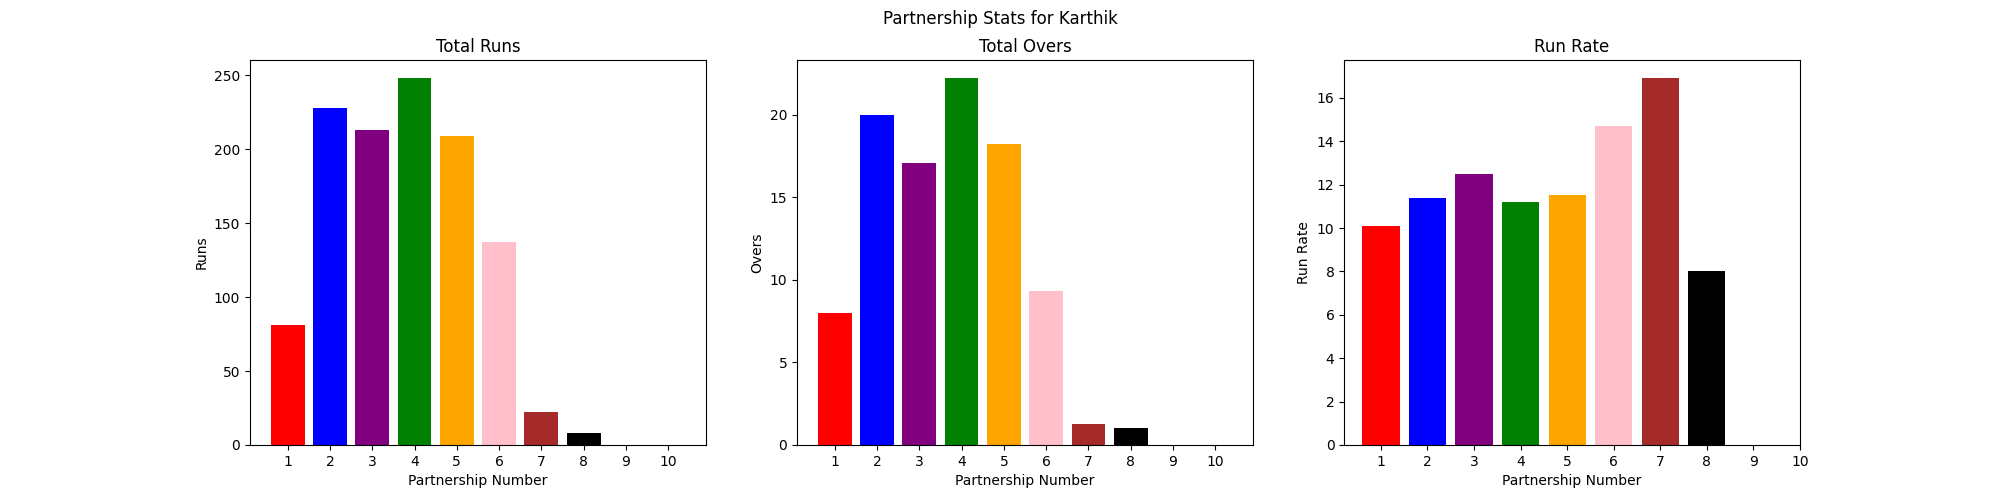 Partnership Stats for Karthik
Total Runs
250
200
150
100
50
0
Runs
1 2 3 4 5 6 7 8 9 10
Partnership Number
Total Overs
20
15
10
5
0
Overs
1 2 3 4 5 6 7 8 9 10
Partnership Number
Run Rate
16
14
12
10
8
6
4
2
0
Run Rate
1 2 3 4 5 6 7 8 9 10
Partnership Number